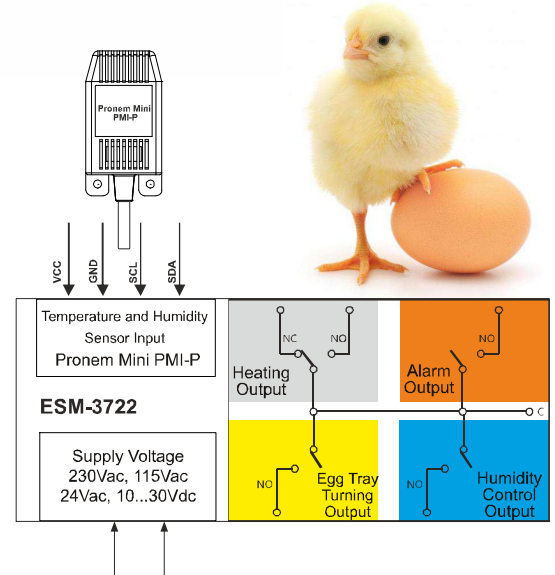 Pronem Mini
PMI-P
VCC
GND
SCL
SDA
Temperature and Humidity
Sensor Input
Pronem Mini PMI-P
ESM-3722
Supply Voltage
230Vac, 115Vac
24Vac, 10...30Vdc
NC
NO
Heating
Output
NO
Alarm
Output
C
NO
Egg Tray
Turning
Output
NO
Humidity
Control
Output